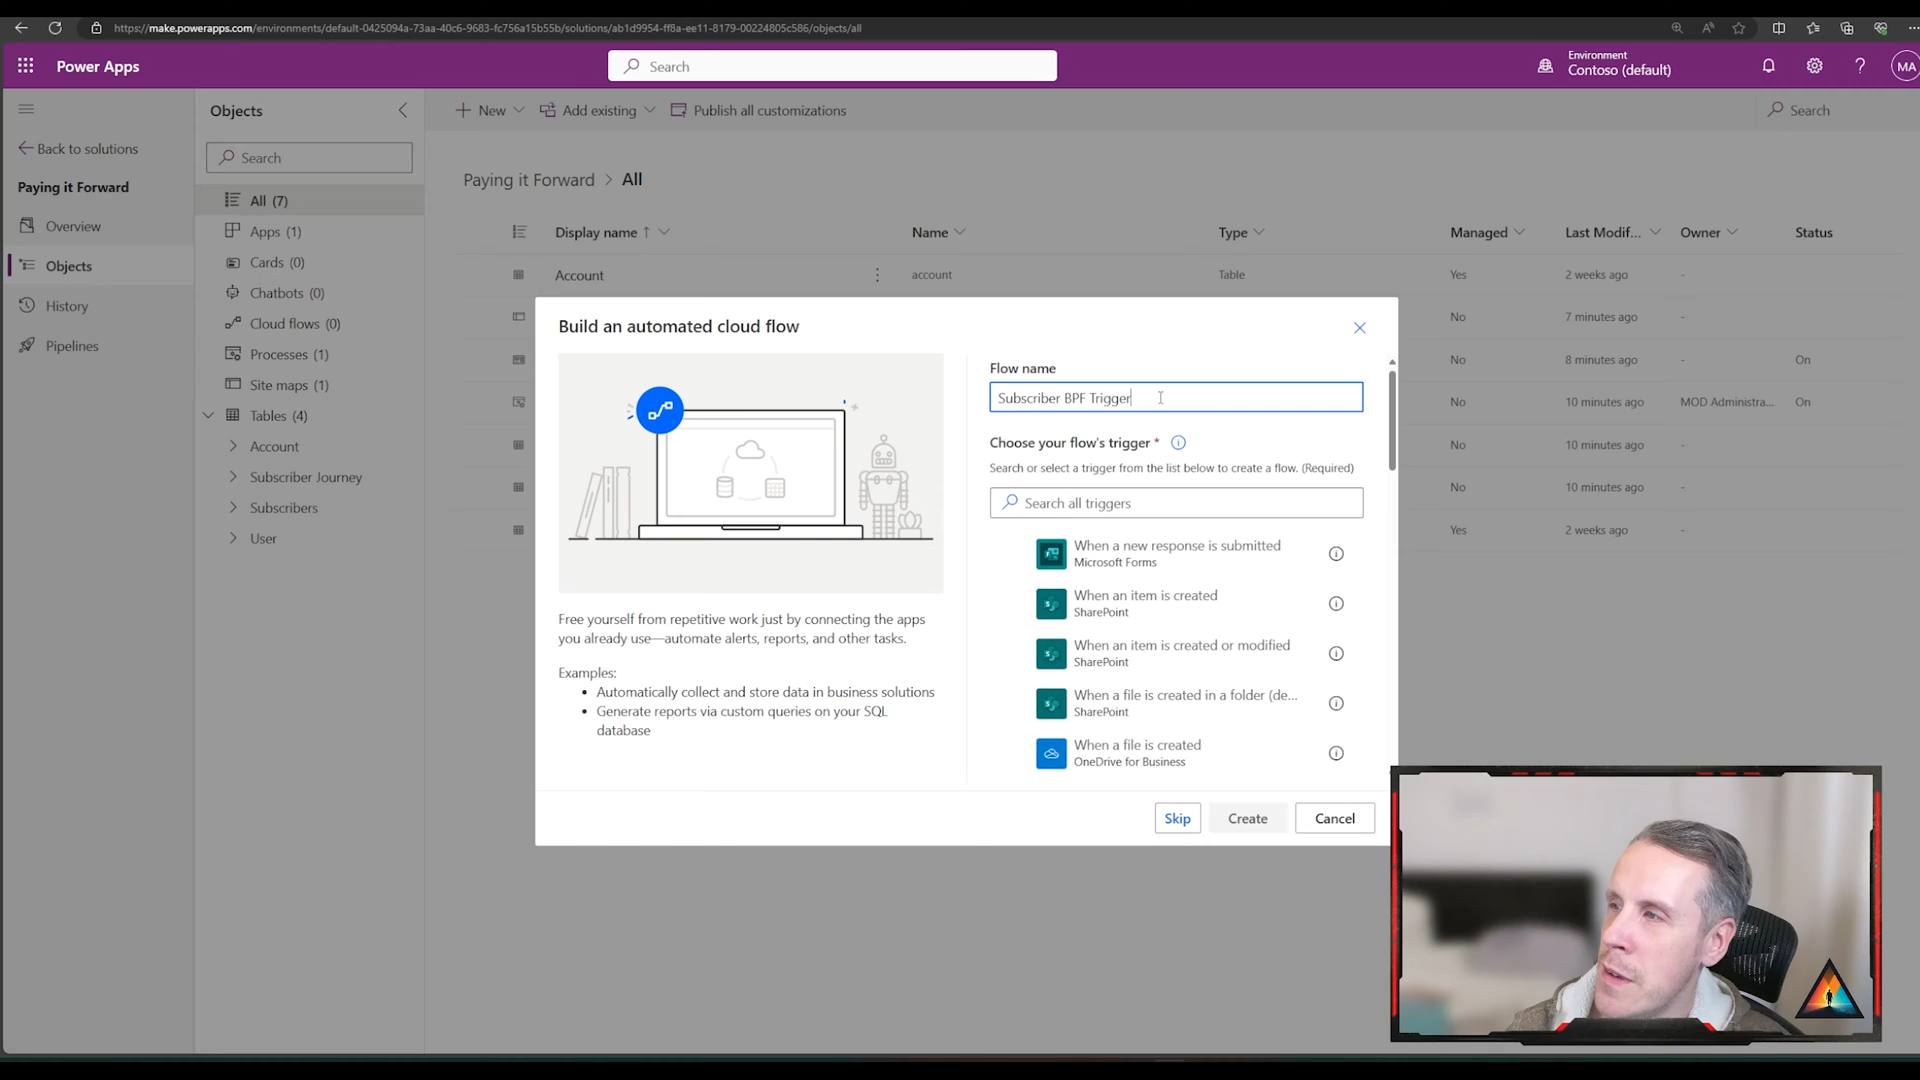 https://make.powerapps.com/environments/default-0425094a-73aa-40c6-9683-fc756a15b55b/solutions/ab1d9954-ff8a-ee11-8179-00224805c586/objects/all
Power Apps
Search
Environment
Contoso (default)
MA
Objects
New
Add existing
Publish all customizations
Search
Back to solutions
Search
Paying it Forward
Paying it Forward > All
All (7)
Overview
Apps (1)
Display name ↑
Name
Type
Managed
Last Modif...
Owner
Status
Objects
Cards (0)
Account
account
Table
Yes
2 weeks ago
-
Chatbots (0)
History
Cloud flows (0)
No
7 minutes ago
-
Pipelines
Processes (1)
No
8 minutes ago
-
On
Site maps (1)
No
10 minutes ago
MOD Administra...
On
Tables (4)
Account
No
10 minutes ago
-
Subscriber Journey
No
10 minutes ago
-
Subscribers
Yes
2 weeks ago
-
User
Build an automated cloud flow
Flow name
Subscriber BPF Trigger
Choose your flow's trigger *
Search or select a trigger from the list below to create a flow. (Required)
Search all triggers
When a new response is submitted
Microsoft Forms
When an item is created
SharePoint
When an item is created or modified
SharePoint
When a file is created in a folder (de...
SharePoint
When a file is created
OneDrive for Business
Free yourself from repetitive work just by connecting the apps
you already use—automate alerts, reports, and other tasks.
Examples:
• Automatically collect and store data in business solutions
• Generate reports via custom queries on your SQL
database
Skip
Create
Cancel